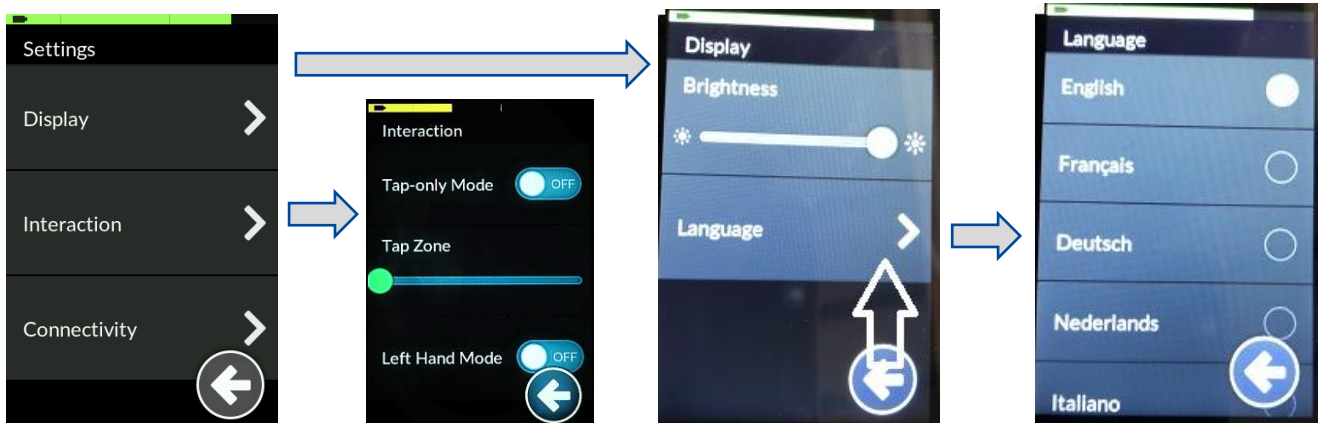 Settings
Display
Interaction
Connectivity
Interaction
Tap-only Mode OFF
Tap Zone
Left Hand Mode OFF
Display
Brightness
Language
Language
English
Français
Deutsch
Nederlands
Italiano